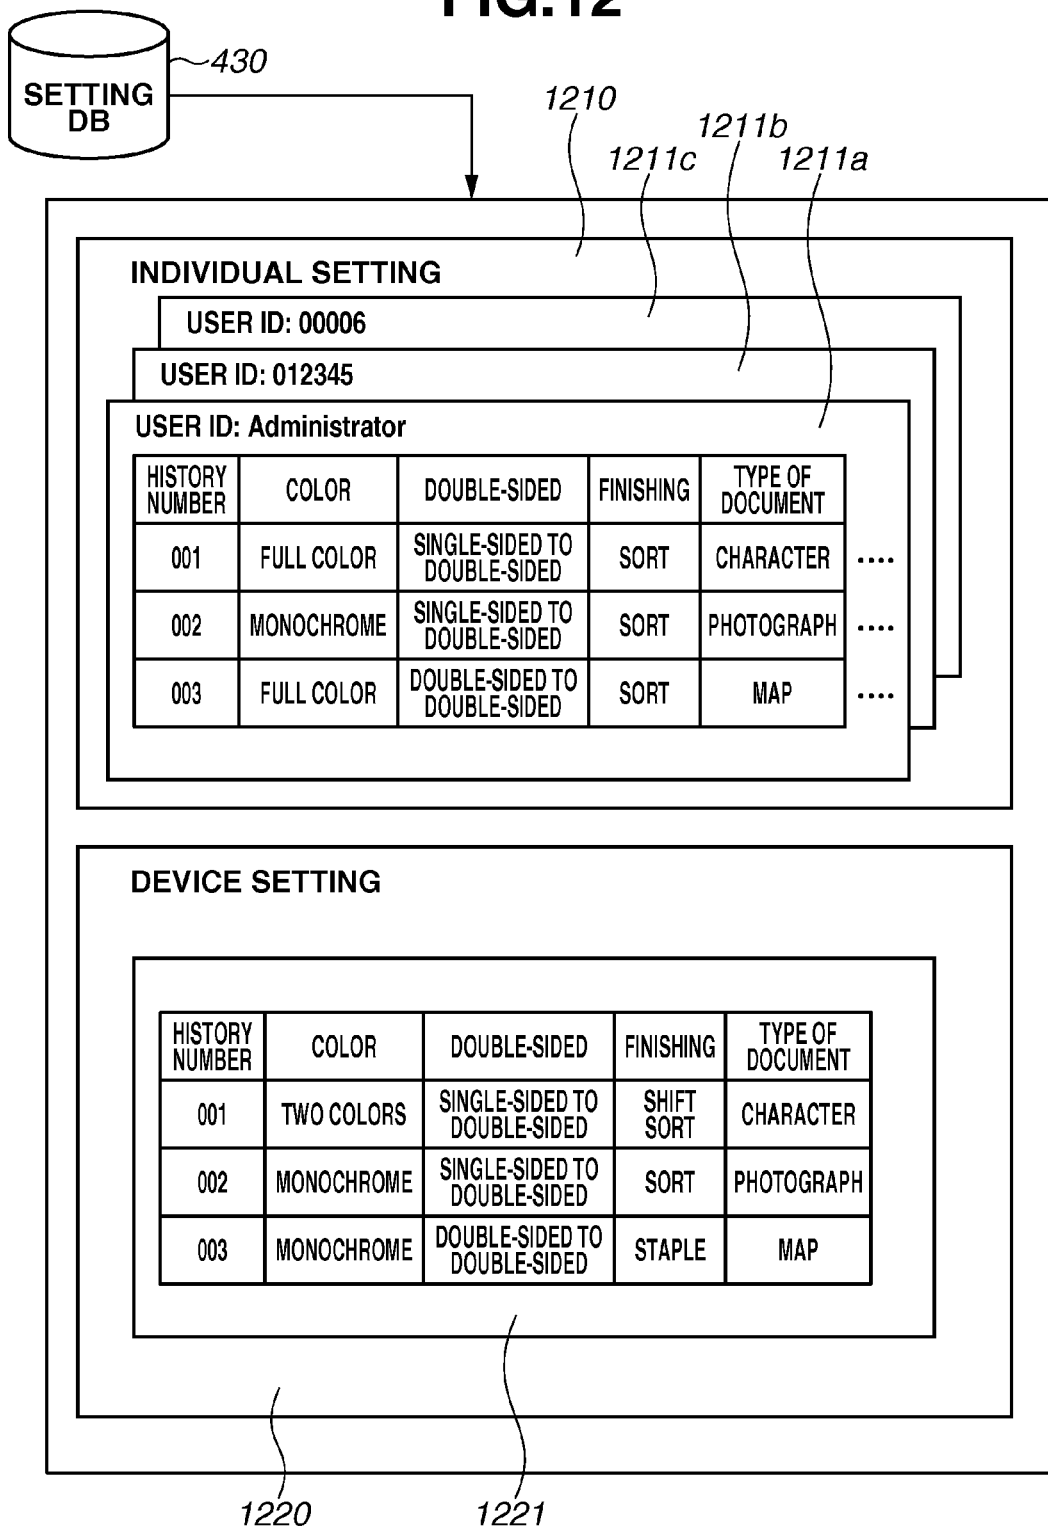 FIG.12
430
SETTING
DB
1210
1211b
1211c
1211a
INDIVIDUAL SETTING
USER ID: 00006
USER ID: 012345
USER ID: Administrator
HISTORY NUMBER COLOR DOUBLE-SIDED FINISHING TYPE OF DOCUMENT
001 FULL COLOR SINGLE-SIDED TO DOUBLE-SIDED SORT CHARACTER ....
002 MONOCHROME SINGLE-SIDED TO DOUBLE-SIDED SORT PHOTOGRAPH ....
003 FULL COLOR DOUBLE-SIDED TO DOUBLE-SIDED SORT MAP ....
DEVICE SETTING
HISTORY NUMBER COLOR DOUBLE-SIDED FINISHING TYPE OF DOCUMENT
001 TWO COLORS SINGLE-SIDED TO DOUBLE-SIDED SHIFT SORT CHARACTER
002 MONOCHROME SINGLE-SIDED TO DOUBLE-SIDED SORT PHOTOGRAPH
003 MONOCHROME DOUBLE-SIDED TO DOUBLE-SIDED STAPLE MAP
1220
1221